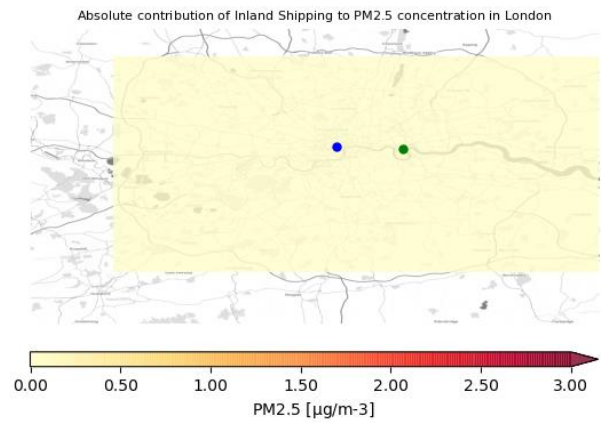 Absolute contribution of Inland Shipping to PM2.5 concentration in London
0.00 0.50 1.00 1.50 2.00 2.50 3.00
PM2.5 [µg/m-3]